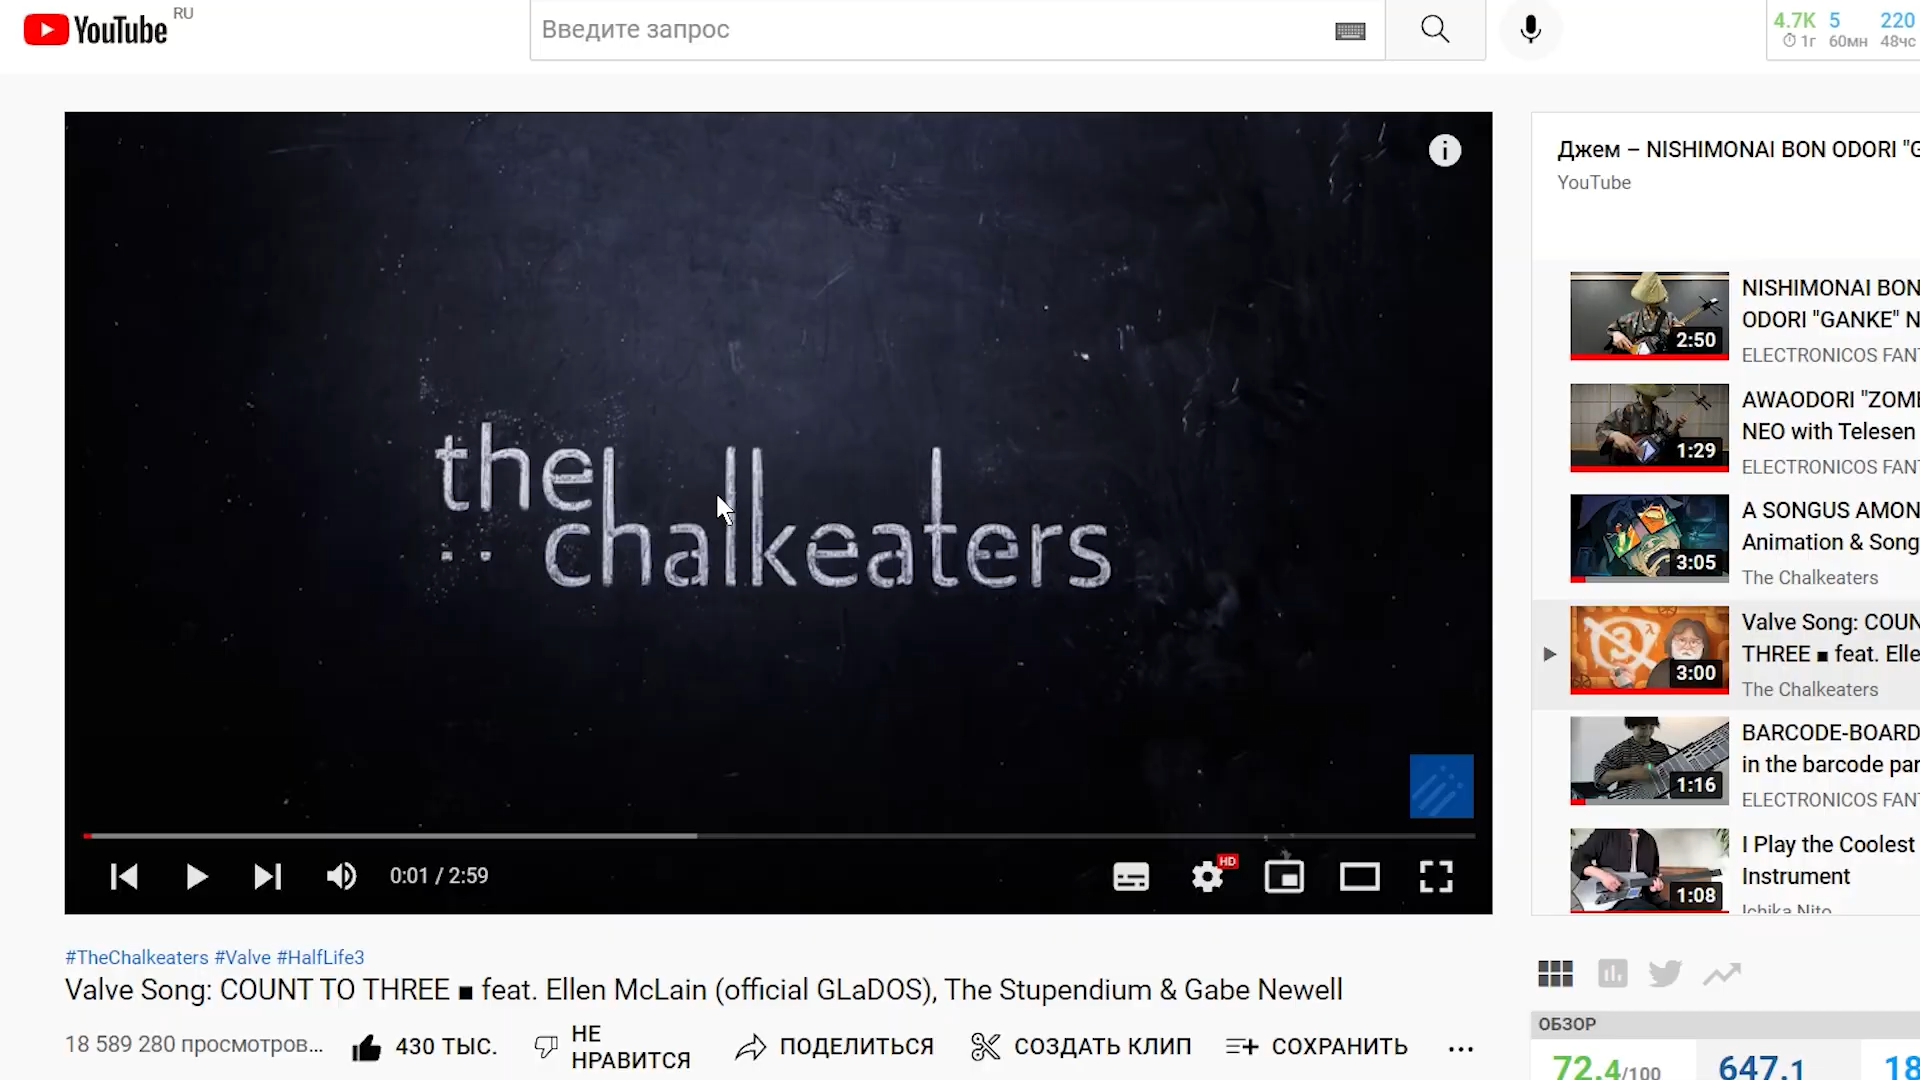 YouTube RU
Введите запрос
4.7K 5 220
1г 60мн 48чс
the
chalkeaters
HD
0:01 / 2:59
#TheChalkeaters #Valve #HalfLife3
Valve Song: COUNT TO THREE ■ feat. Ellen McLain (official GLaDOS), The Stupendium & Gabe Newell
18 589 280 просмотров...
430 ТЫС.
НЕ
НРАВИТСЯ
ПОДЕЛИТЬСЯ
СОЗДАТЬ КЛИП
СОХРАНИТЬ
Джем – NISHIMONAI BON ODORI "G
YouTube
2:50
NISHIMONAI BON
ODORI "GANKE" N
ELECTRONICOS FAN
1:29
AWAODORI "ZOM
NEO with Telesen
ELECTRONICOS FAN
3:05
A SONGUS AMON
Animation & Song
The Chalkeaters
3
3:00
Valve Song: COUN
THREE ■ feat. Elle
The Chalkeaters
1:16
BARCODE-BOARD
in the barcode par
ELECTRONICOS FAN
1:08
I Play the Coolest
Instrument
Ichika Nito
ОБЗОР
72.4/100
647.1
18